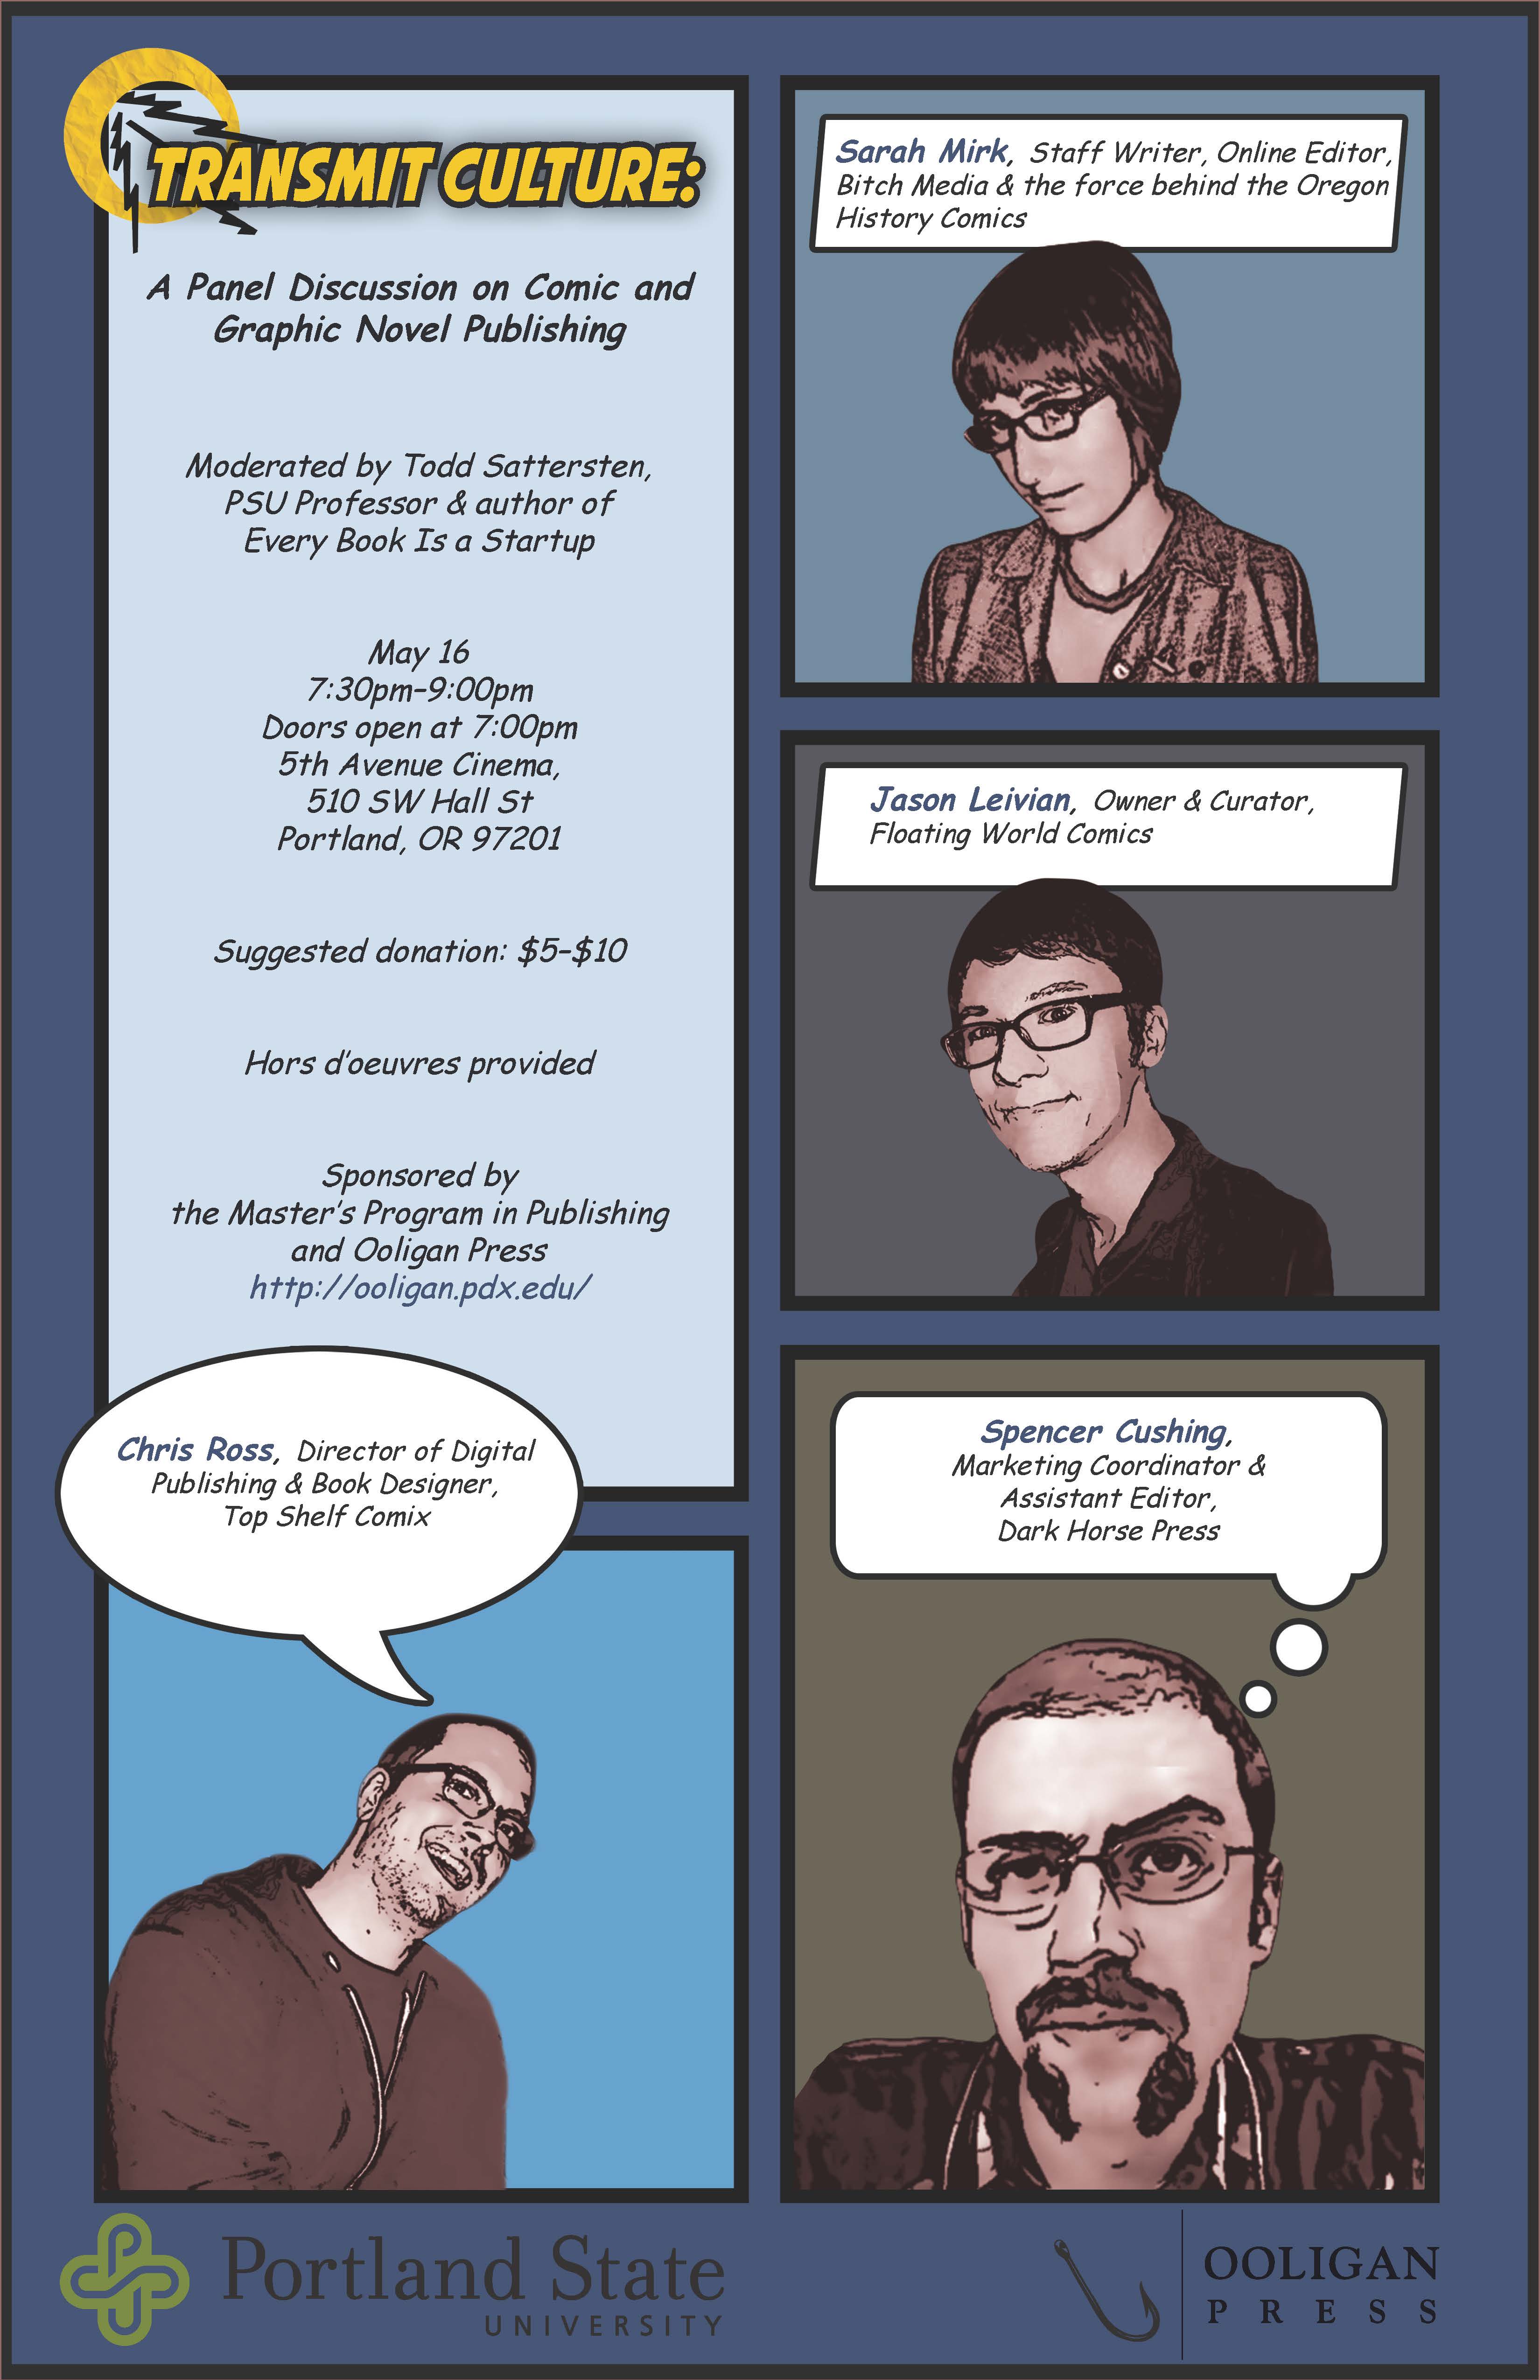 TRANSMIT CULTURE:
A Panel Discussion on Comic and
Graphic Novel Publishing
Moderated by Todd Sattersten,
PSU Professor & author of
Every Book Is a Startup
May 16
7:30pm-9:00pm
Doors open at 7:00pm
5th Avenue Cinema,
510 SW Hall St
Portland, OR 97201
Suggested donation: $5-$10
Hors d'oeuvres provided
Sponsored by
the Master's Program in Publishing
and Ooligan Press
http://ooligan.pdx.edu/
Chris Ross, Director of Digital
Publishing & Book Designer,
Top Shelf Comix
Sarah Mirk, Staff Writer, Online Editor,
Bitch Media & the force behind the Oregon
History Comics
Jason Leivian, Owner & Curator,
Floating World Comics
Spencer Cushing,
Marketing Coordinator &
Assistant Editor,
Dark Horse Press
Portland State
UNIVERSITY
OOLIGAN
PRESS